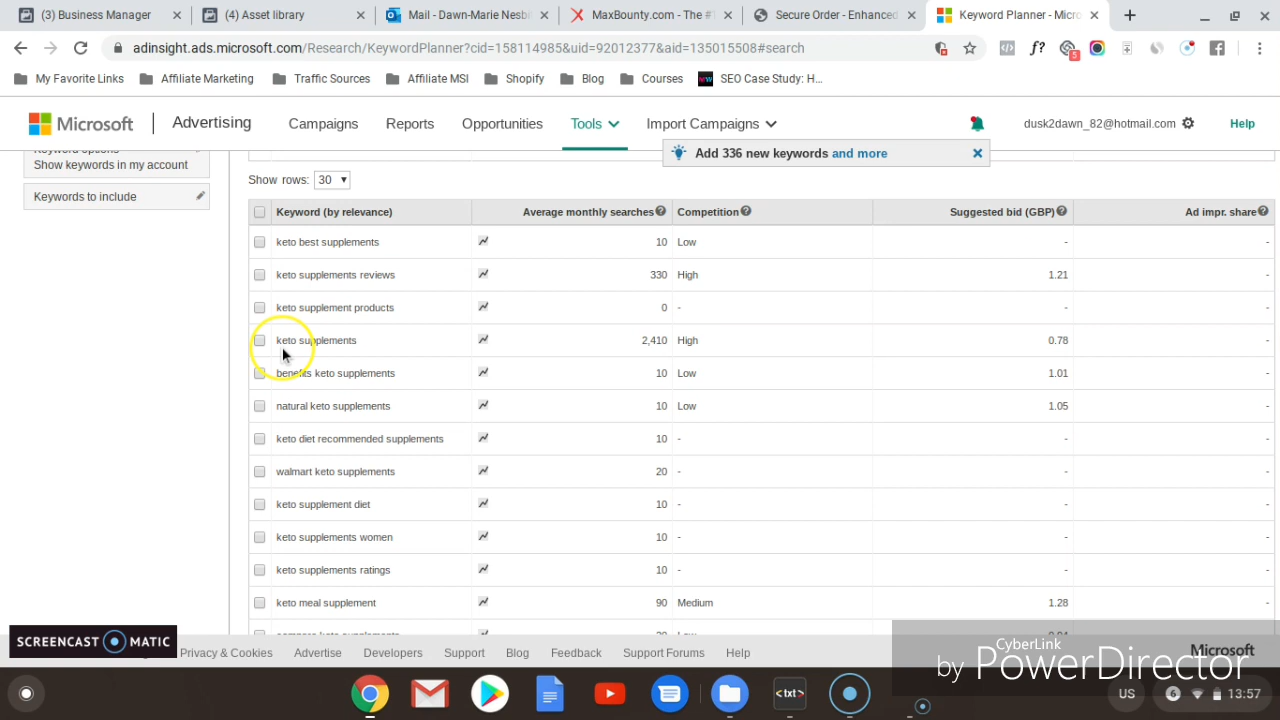 (3) Business Manager
(4) Asset library
Mail - Dawn-Marie Nesb
MaxBounty.com - The #
Secure Order - Enhanced
Keyword Planner - Micro
adinsight.ads.microsoft.com/Research/KeywordPlanner?cid=158114985&uid=92012377&aid=135015508#search
f?
5
My Favorite Links
Affiliate Marketing
Traffic Sources
Affiliate MSI
Shopify
Blog
Courses
SEO Case Study: H...
Microsoft
Advertising
Campaigns
Reports
Opportunities
Tools
Import Campaigns
dusk2dawn_82@hotmail.com
Help
Keyword options
Show keywords in my account
Keywords to include
Add 336 new keywords and more
Show rows: 30
Keyword (by relevance) Average monthly searches Competition Suggested bid (GBP) Ad impr. share
keto best supplements 10 Low - -
keto supplements reviews 330 High 1.21 -
keto supplement products 0 - - -
keto supplements 2,410 High 0.78 -
benefits keto supplements 10 Low 1.01 -
natural keto supplements 10 Low 1.05 -
keto diet recommended supplements 10 - - -
walmart keto supplements 20 - - -
keto supplement diet 10 - - -
keto supplements women 10 - - -
keto supplements ratings 10 - - -
keto meal supplement 90 Medium 1.28 -
SCREENCAST MATIC
Privacy & Cookies
Advertise
Developers
Support
Blog
Feedback
Support Forums
Help
Microsoft
CyberLink
by PowerDirector
<txt>
US
6
13:57